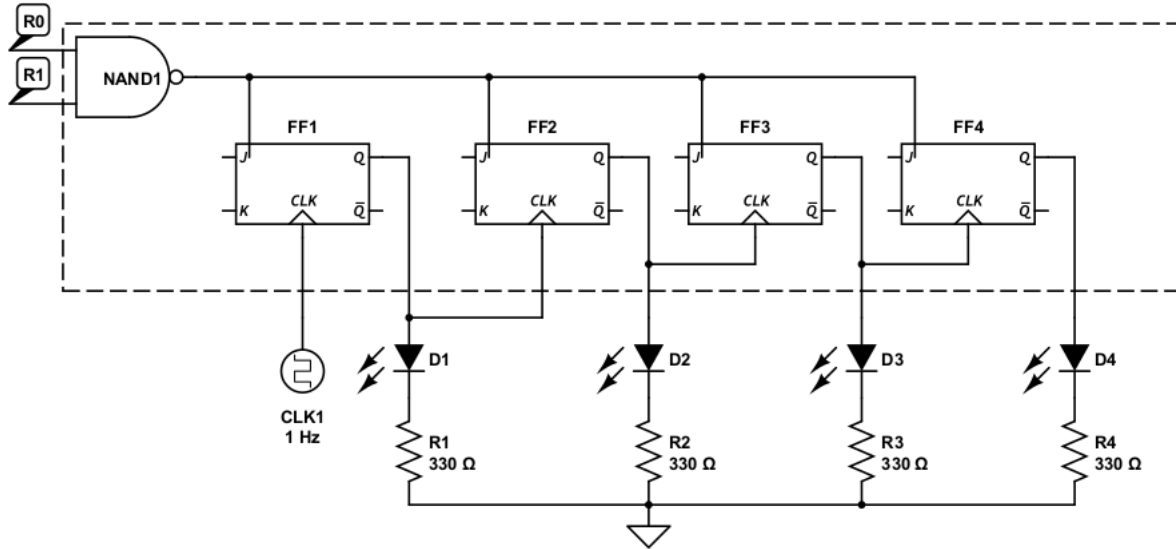 R0
R1
NAND1
FF1
FF2
FF3
FF4
J Q
J Q
J Q
J Q
K CLK Q̅
K CLK Q̅
K CLK Q̅
K CLK Q̅
CLK1
1 Hz
D1
D2
D3
D4
R1
330 Ω
R2
330 Ω
R3
330 Ω
R4
330 Ω